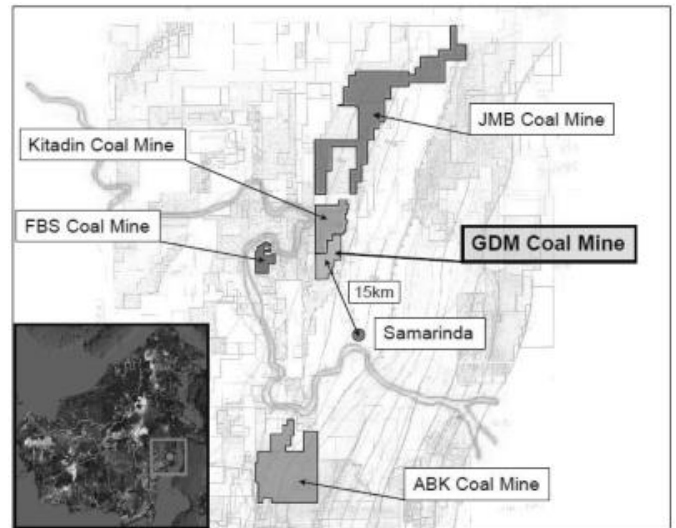 JMB Coal Mine
Kitadin Coal Mine
FBS Coal Mine
GDM Coal Mine
15km
Samarinda
ABK Coal Mine